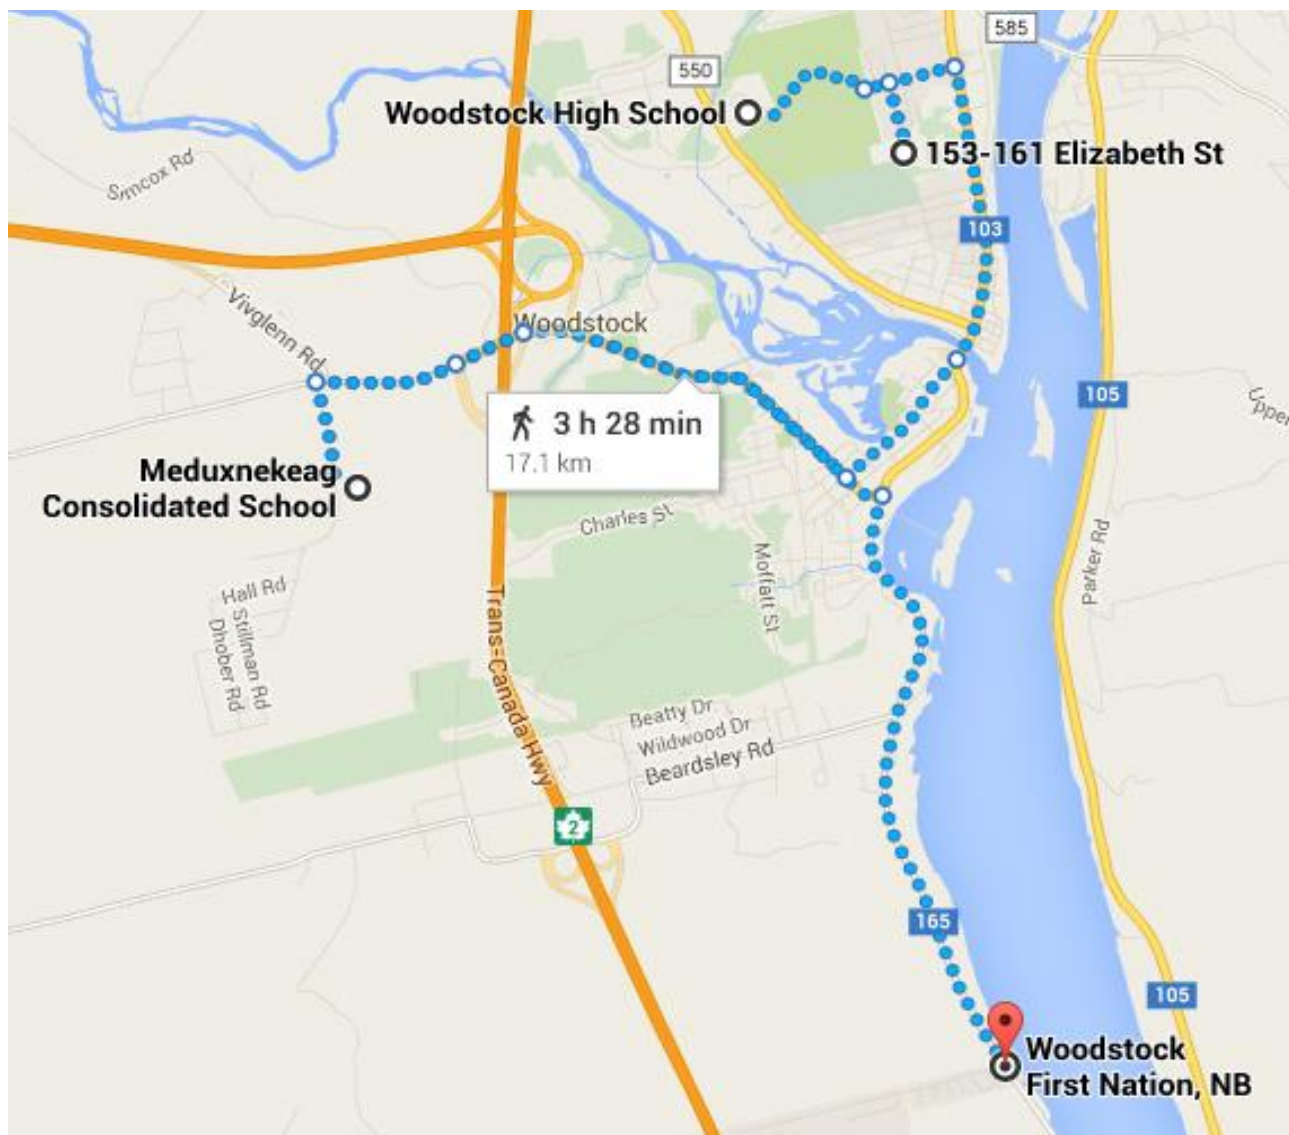 585
550
Woodstock High School
153-161 Elizabeth St
Simcox Rd
103
Vivglenn Rd
Woodstock
105
Upper
3 h 28 min
17.1 km
Meduxnekeag
Consolidated School
Charles St
Moffatt St
Parker Rd
Hall Rd
Stillman Rd
Dhober Rd
Trans-Canada Hwy
Beatty Dr
Wildwood Dr
Beardsley Rd
2
165
105
Woodstock
First Nation, NB